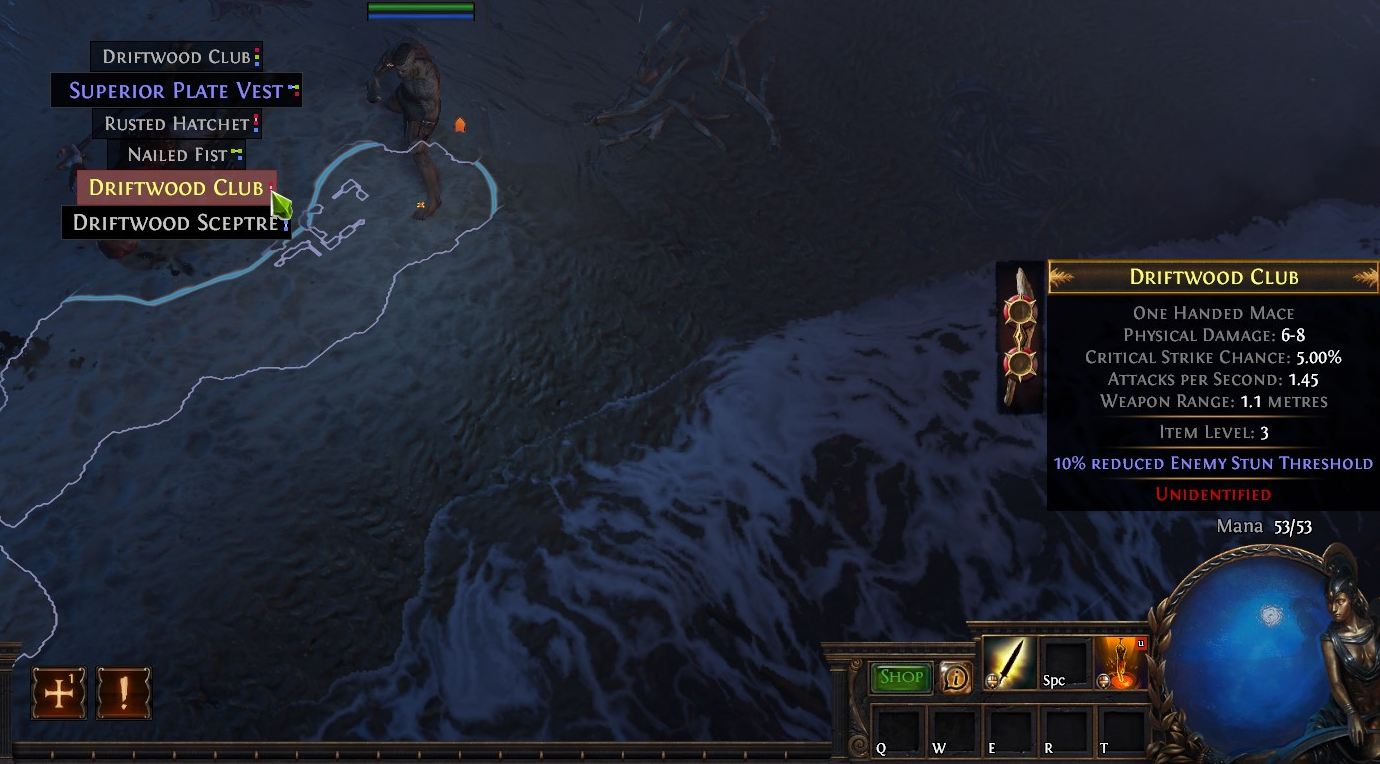 Driftwood Club
Superior Plate Vest
Rusted Hatchet
Nailed Fist
Driftwood Club
Driftwood Sceptre
Driftwood Club
One Handed Mace
Physical Damage: 6-8
Critical Strike Chance: 5.00%
Attacks per Second: 1.45
Weapon Range: 1.1 metres
Item Level: 3
10% reduced Enemy Stun Threshold
Unidentified
Mana 53/53
1
!
Shop
i
Spc
u
Q
W
E
R
T